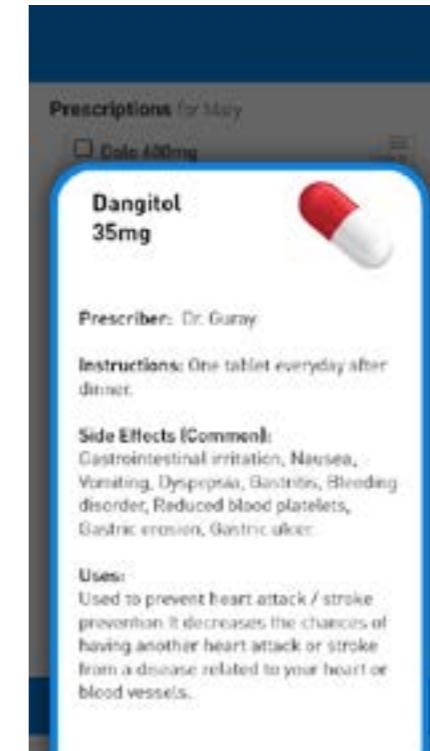 Prescriptions for Mary
Dolo 600mg
Dangitol
35mg
Prescriber: Dr. Guray
Instructions: One tablet everyday after
dinner.
Side Effects (Common):
Gastrointestinal irritation, Nausea,
Vomiting, Dyspepsia, Gastritis, Bleeding
disorder, Reduced blood platelets,
Gastric erosion, Gastric ulcer.
Uses:
Used to prevent heart attack / stroke
prevention It decreases the chances of
having another heart attack or stroke
from a disease related to your heart or
blood vessels.